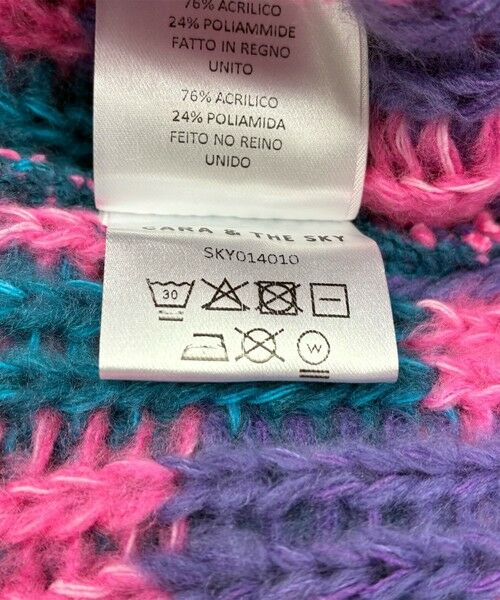 76% ACRILICO
24% POLIAMMIDE
FATTO IN REGNO
UNITO
76% ACRILICO
24% POLIAMIDA
FEITO NO REINO
UNIDO
CARA & THE SKY
SKY014010
30
W